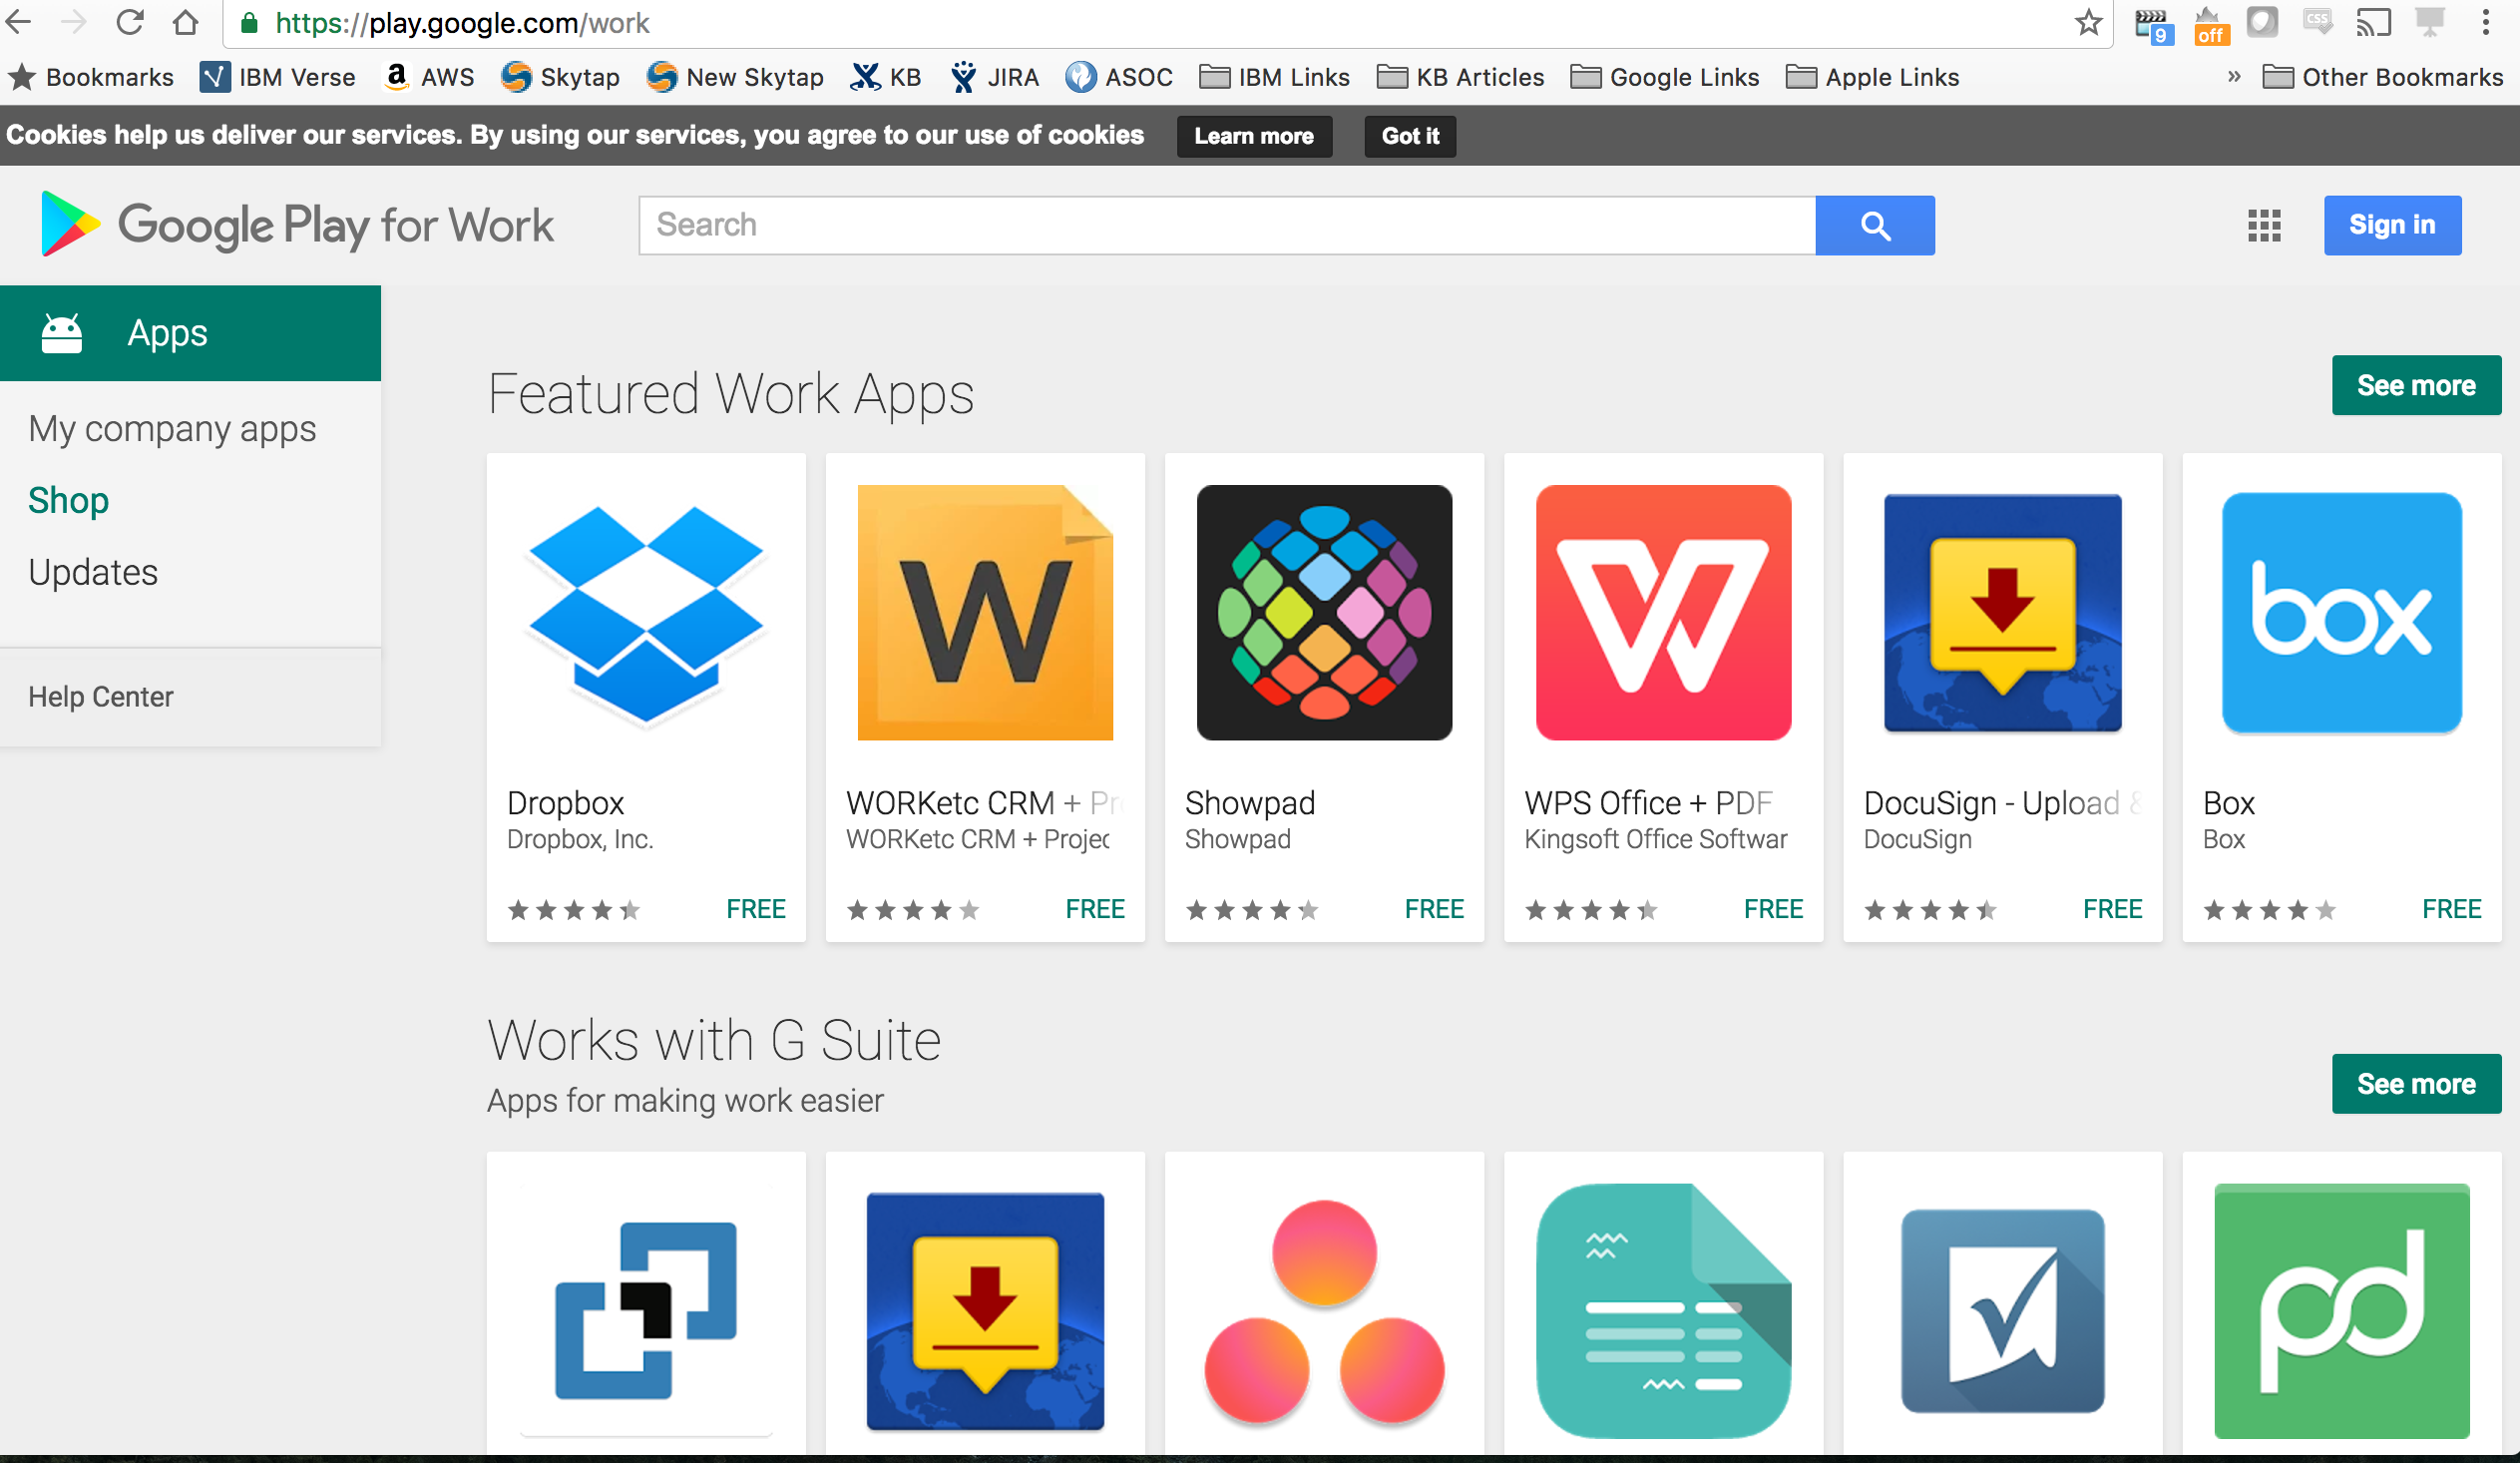 https://play.google.com/work
9
off
CSS
Bookmarks IBM Verse AWS Skytap New Skytap KB JIRA ASOC IBM Links KB Articles Google Links Apple Links » Other Bookmarks
Cookies help us deliver our services. By using our services, you agree to our use of cookies Learn more Got it
Google Play for Work Search Sign in
Apps
My company apps
Shop
Updates
Help Center
Featured Work Apps See more
W
box
Dropbox WORKetc CRM + Pr Showpad WPS Office + PDF DocuSign - Upload & Box
Dropbox, Inc. WORKetc CRM + Projec Showpad Kingsoft Office Softwar DocuSign Box
FREE FREE FREE FREE FREE FREE
Works with G Suite
Apps for making work easier See more
pd